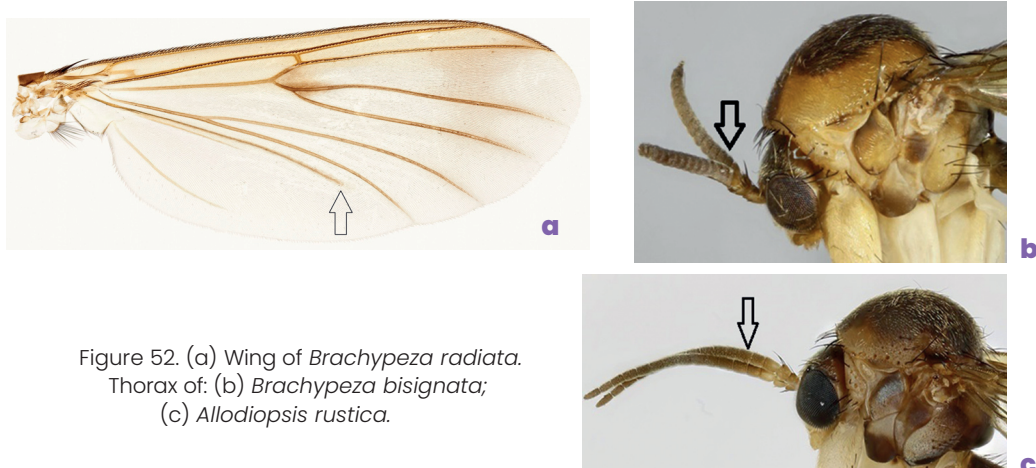 a
b
Figure 52. (a) Wing of Brachypeza radiata.
Thorax of: (b) Brachypeza bisignata;
(c) Allodiopsis rustica.
c